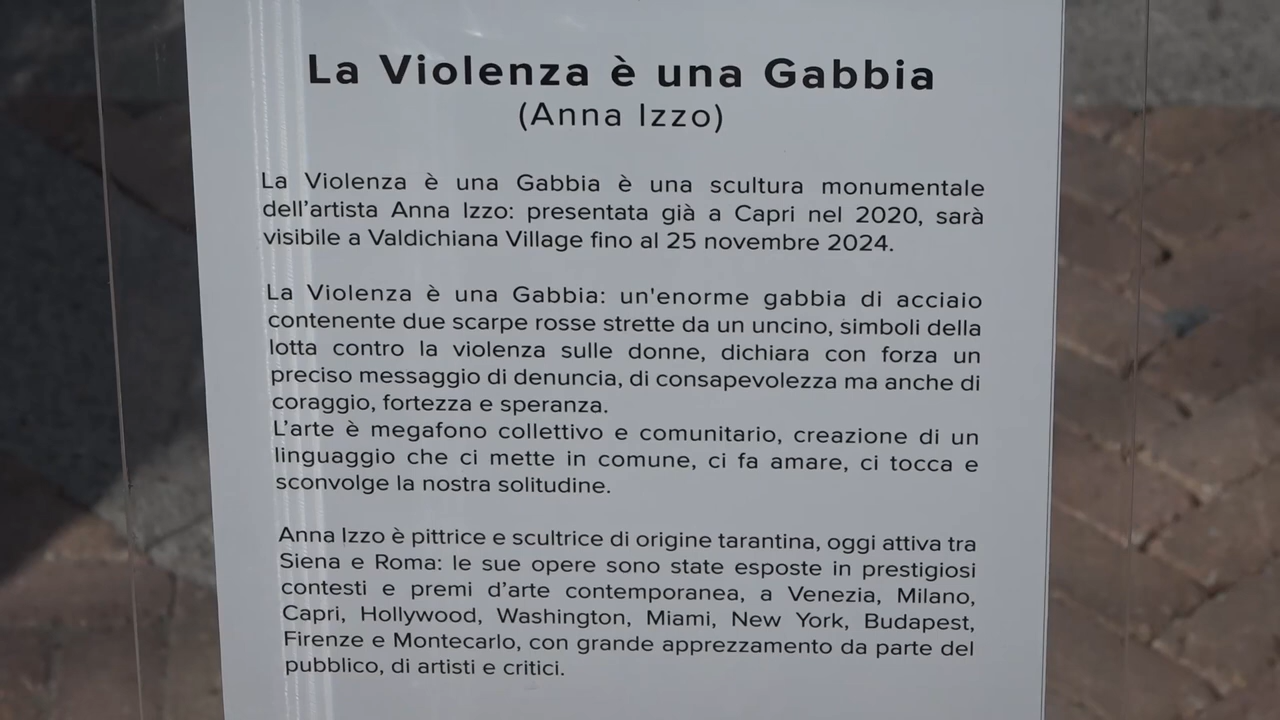 La Violenza è una Gabbia
(Anna Izzo)
La Violenza è una Gabbia è una scultura monumentale
dell'artista Anna Izzo: presentata già a Capri nel 2020, sarà
visibile a Valdichiana Village fino al 25 novembre 2024.
La Violenza è una Gabbia: un'enorme gabbia di acciaio
contenente due scarpe rosse strette da un uncino, simboli della
lotta contro la violenza sulle donne, dichiara con forza un
preciso messaggio di denuncia, di consapevolezza ma anche di
coraggio, fortezza e speranza.
L'arte è megafono collettivo e comunitario, creazione di un
linguaggio che ci mette in comune, ci fa amare, ci tocca e
sconvolge la nostra solitudine.
Anna Izzo è pittrice e scultrice di origine tarantina, oggi attiva tra
Siena e Roma: le sue opere sono state esposte in prestigiosi
contesti e premi d'arte contemporanea, a Venezia, Milano,
Capri, Hollywood, Washington, Miami, New York, Budapest,
Firenze e Montecarlo, con grande apprezzamento da parte del
pubblico, di artisti e critici.